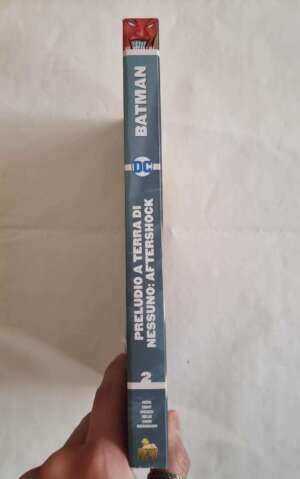 BATMAN
DC
PRELUDIO A TERRA DI
NESSUNO: AFTERSHOCK
2